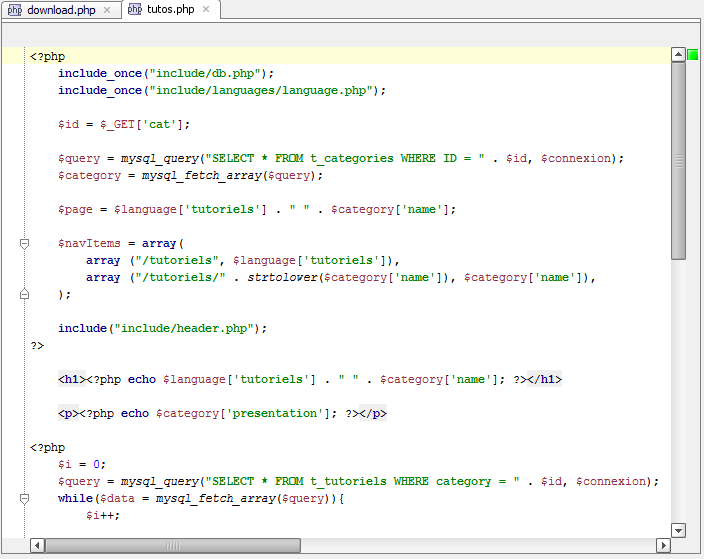 php download.php
php tutos.php
<?php
include_once("include/db.php");
include_once("include/languages/language.php");
$id = $_GET['cat'];
$query = mysql_query("SELECT * FROM t_categories WHERE ID = " . $id, $connexion);
$category = mysql_fetch_array($query);
$page = $language['tutoriels'] . " " . $category['name'];
$navItems = array(
array ("/tutoriels", $language['tutoriels']),
array ("/tutoriels/" . strtolower($category['name']), $category['name']),
);
include("include/header.php");
?>
<h1><?php echo $language['tutoriels'] . " " . $category['name']; ?></h1>
<p><?php echo $category['presentation']; ?></p>
<?php
$i = 0;
$query = mysql_query("SELECT * FROM t_tutoriels WHERE category = " . $id, $connexion);
while($data = mysql_fetch_array($query)){
$i++;